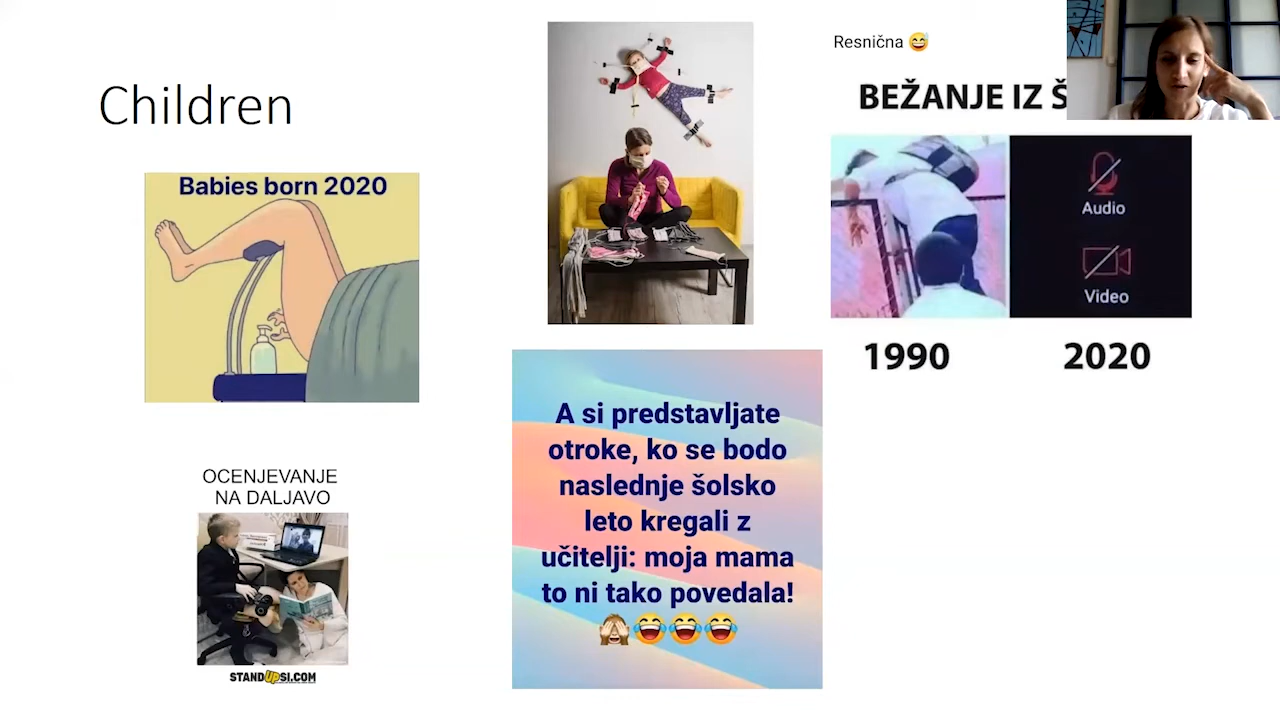 Children
Babies born 2020
OCENJEVANJE
NA DALJAVO
STANDUPSI.COM
A si predstavljate
otroke, ko se bodo
naslednje šolsko
leto kregali z
učitelji: moja mama
to ni tako povedala!
Resnična
BEŽANJE IZ Š
Audio
Video
1990
2020